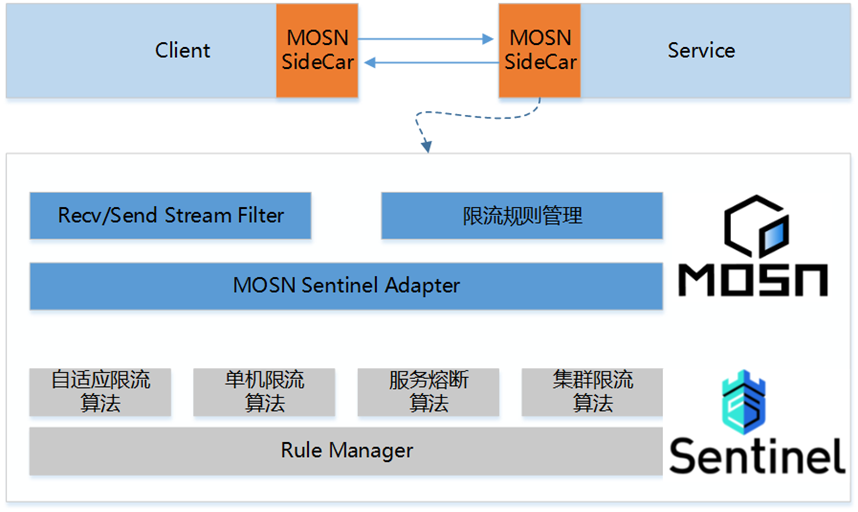 Client
MOSN
SideCar
MOSN
SideCar
Service
Recv/Send Stream Filter
限流规则管理
MOSN Sentinel Adapter
MOSN
自适应限流
算法
单机限流
算法
服务熔断
算法
集群限流
算法
Rule Manager
Sentinel